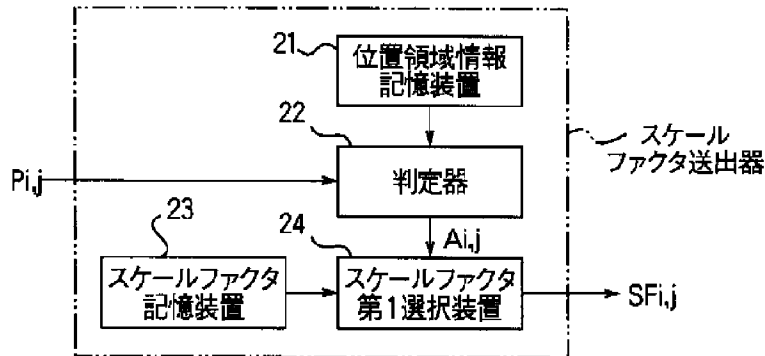 21
位置領域情報
記憶装置
22
スケール
ファクタ送出器
Pi,j
判定器
23
24
Ai,j
スケールファクタ
記憶装置
スケールファクタ
第1選択装置
SFi,j